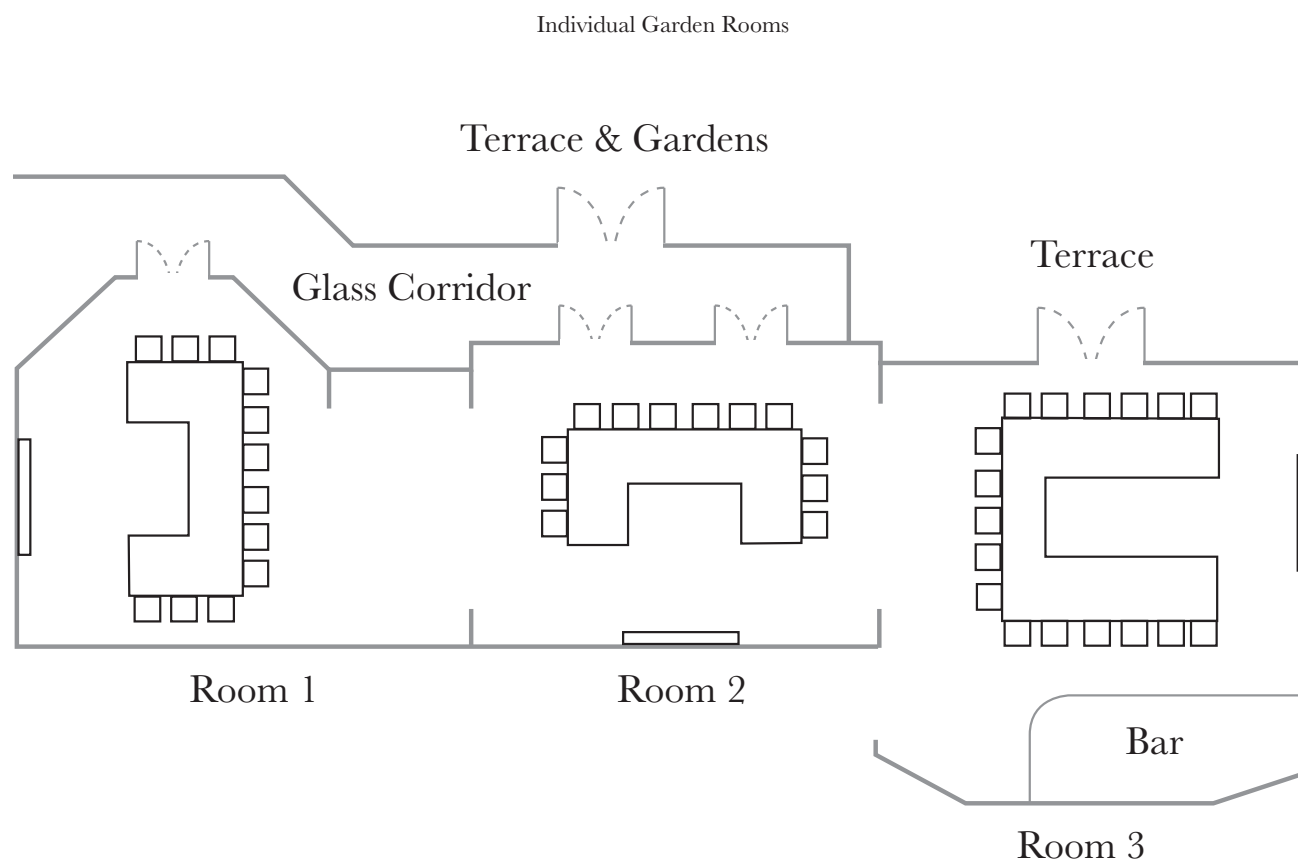 Individual Garden Rooms
Terrace & Gardens
Terrace
Glass Corridor
Room 1
Room 2
Bar
Room 3